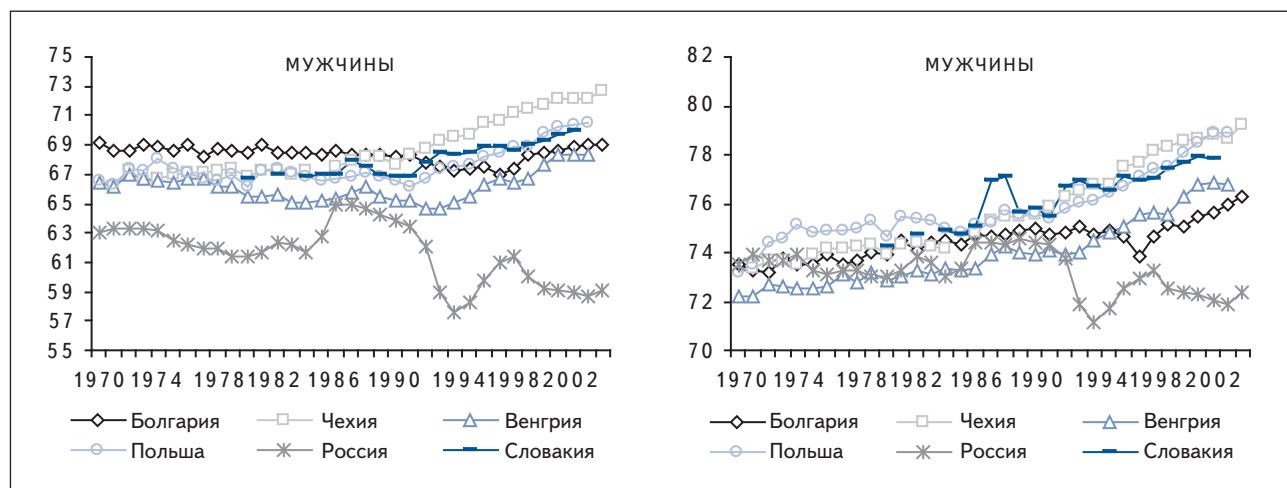 МУЖЧИНЫ
75
73
71
69
67
65
63
61
59
57
55
1970 1974 1978 1982 1986 1990 1994 1998 2002
Болгария Чехия Венгрия
Польша Россия Словакия
МУЖЧИНЫ
82
80
78
76
74
72
70
1970 1974 1978 1982 1986 1990 1994 1998 2002
Болгария Чехия Венгрия
Польша Россия Словакия